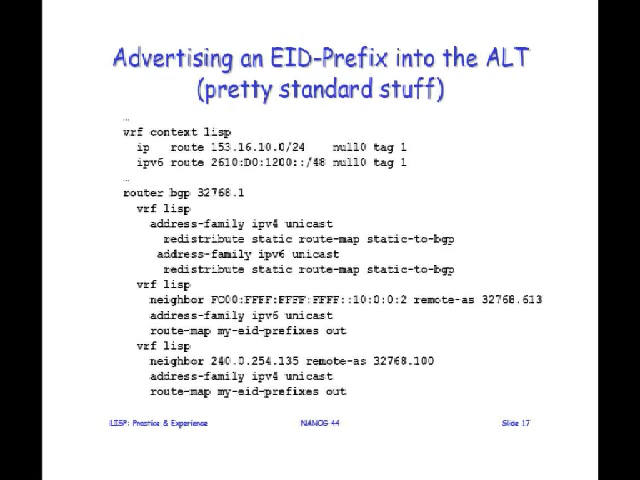 Advertising an EID-Prefix into the ALT
(pretty standard stuff)
…
vrf context lisp
ip route 153.16.10.0/24 null0 tag 1
ipv6 route 2610:D0:1200::/48 null0 tag 1
…
router bgp 32768.1
vrf lisp
address-family ipv4 unicast
redistribute static route-map static-to-bgp
address-family ipv6 unicast
redistribute static route-map static-to-bgp
vrf lisp
neighbor FC00:FFFF:FFFF:FFFF::10:0:0:2 remote-as 32768.613
address-family ipv6 unicast
route-map my-eid-prefixes out
vrf lisp
neighbor 240.0.254.135 remote-as 32768.100
address-family ipv4 unicast
route-map my-eid-prefixes out
LISP: Practice & Experience NANOG 44 Slide 17